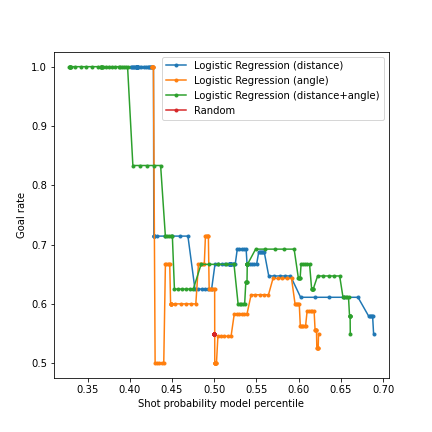 Logistic Regression (distance)
Logistic Regression (angle)
Logistic Regression (distance+angle)
Random
Goal rate
1.0
0.9
0.8
0.7
0.6
0.5
0.35 0.40 0.45 0.50 0.55 0.60 0.65 0.70
Shot probability model percentile